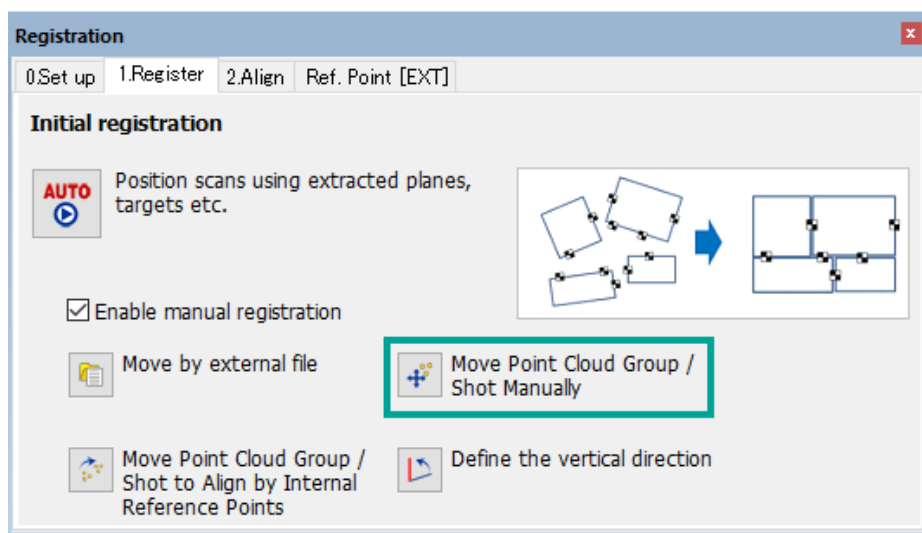 Registration
0.Set up 1.Register 2.Align Ref. Point [EXT]
Initial registration
AUTO
Position scans using extracted planes,
targets etc.
Enable manual registration
Move by external file
Move Point Cloud Group /
Shot Manually
Move Point Cloud Group /
Shot to Align by Internal
Reference Points
Define the vertical direction